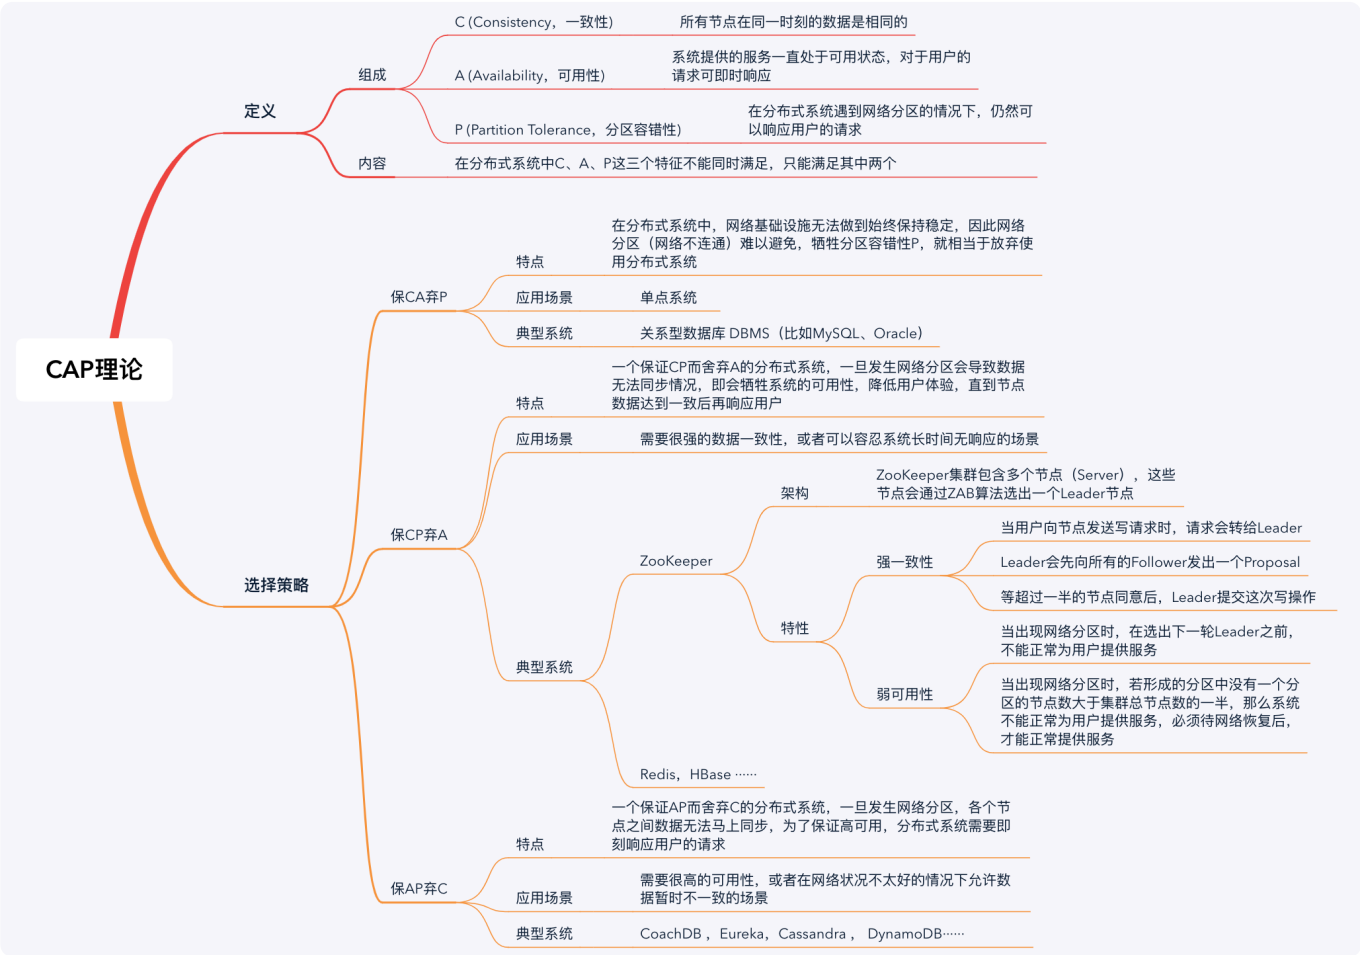 CAP理论
定义
组成
C (Consistency，一致性)
所有节点在同一时刻的数据是相同的
A (Availability，可用性)
系统提供的服务一直处于可用状态，对于用户的
请求可即时响应
P (Partition Tolerance，分区容错性)
在分布式系统遇到网络分区的情况下，仍然可
以响应用户的请求
内容
在分布式系统中C、A、P这三个特征不能同时满足，只能满足其中两个
选择策略
保CA弃P
特点
在分布式系统中，网络基础设施无法做到始终保持稳定，因此网络
分区（网络不连通）难以避免，牺牲分区容错性P，就相当于放弃使
用分布式系统
应用场景
单点系统
典型系统
关系型数据库 DBMS（比如MySQL、Oracle）
保CP弃A
特点
一个保证CP而舍弃A的分布式系统，一旦发生网络分区会导致数据
无法同步情况，即会牺牲系统的可用性，降低用户体验，直到节点
数据达到一致后再响应用户
应用场景
需要很强的数据一致性，或者可以容忍系统长时间无响应的场景
典型系统
ZooKeeper
架构
ZooKeeper集群包含多个节点（Server），这些
节点会通过ZAB算法选出一个Leader节点
特性
强一致性
当用户向节点发送写请求时，请求会转给Leader
Leader会先向所有的Follower发出一个Proposal
等超过一半的节点同意后，Leader提交这次写操作
弱可用性
当出现网络分区时，在选出下一轮Leader之前，
不能正常为用户提供服务
当出现网络分区时，若形成的分区中没有一个分
区的节点数大于集群总节点数的一半，那么系统
不能正常为用户提供服务，必须待网络恢复后，
才能正常提供服务
Redis，HBase ······
保AP弃C
特点
一个保证AP而舍弃C的分布式系统，一旦发生网络分区，各个节
点之间数据无法马上同步，为了保证高可用，分布式系统需要即
刻响应用户的请求
应用场景
需要很高的可用性，或者在网络状况不太好的情况下允许数
据暂时不一致的场景
典型系统
CoachDB ，Eureka，Cassandra ， DynamoDB······